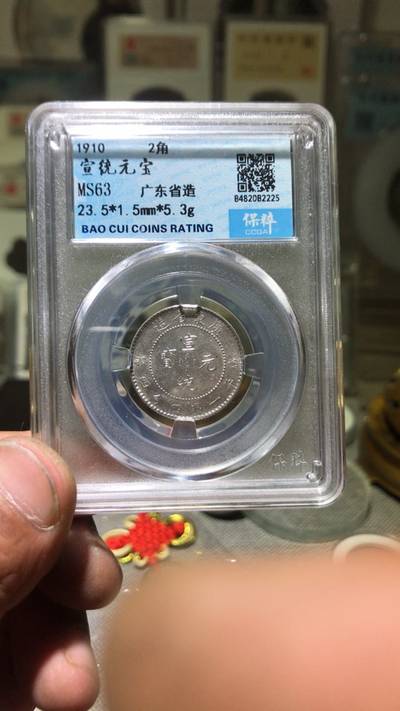 1910 2角
宣统元宝
MS63 广东省造
23.5*1.5mm*5.3g
B4820B2225
BAO CUI COINS RATING
保粹
CCGA
宣
元
统
寶
保粹